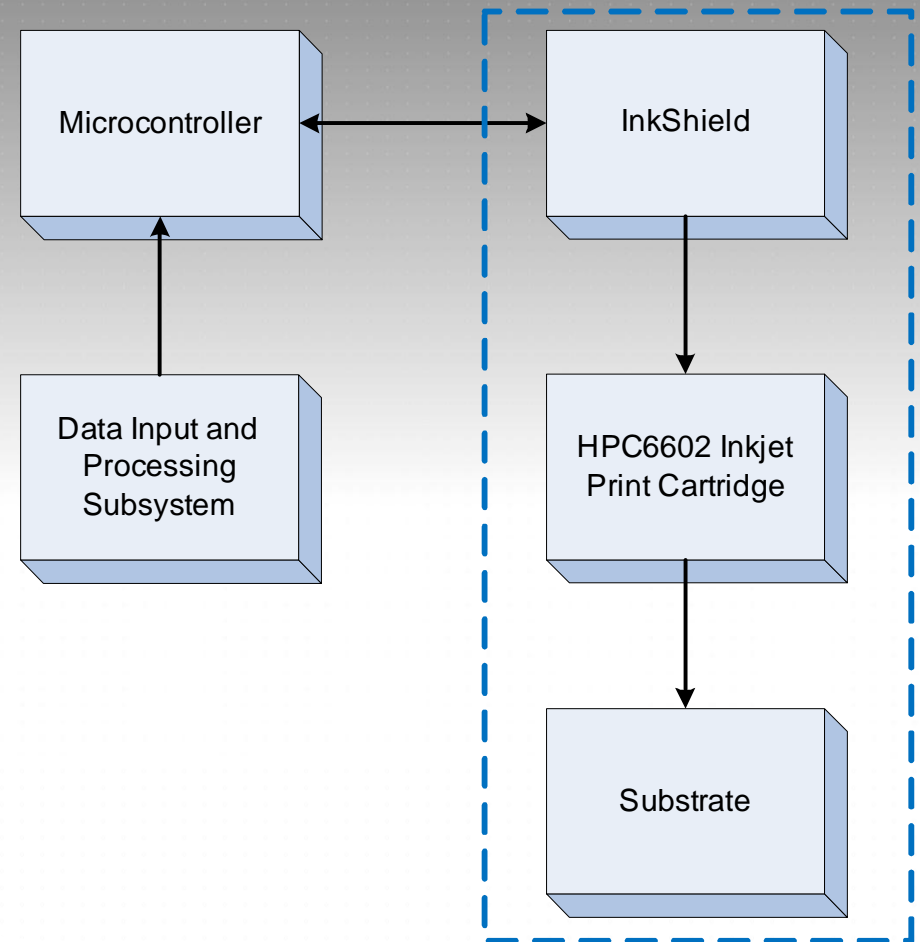 Microcontroller
InkShield
Data Input and
Processing
Subsystem
HPC6602 Inkjet
Print Cartridge
Substrate